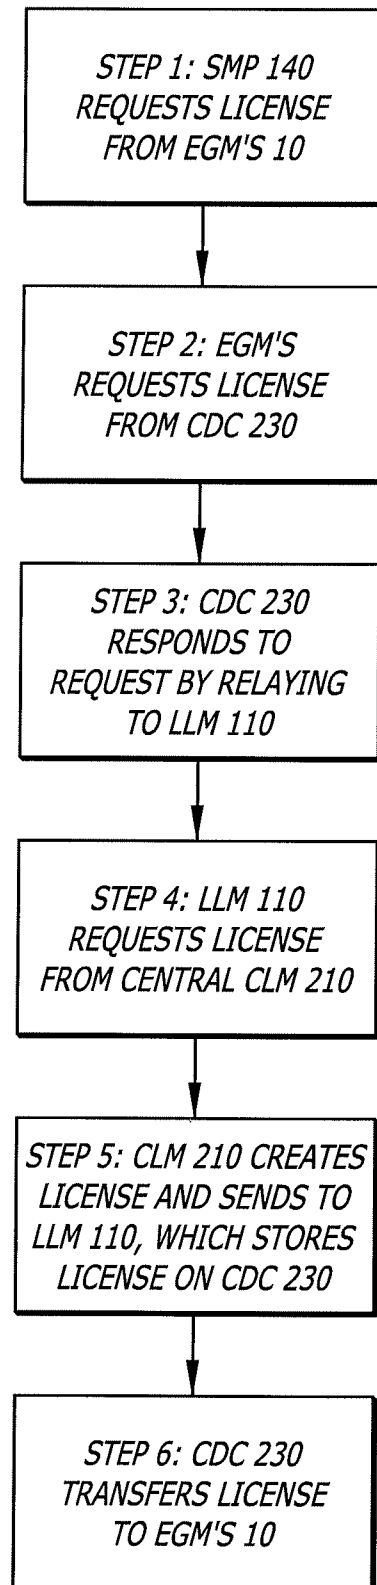 STEP 1: SMP 140
REQUESTS LICENSE
FROM EGM'S 10
STEP 2: EGM'S
REQUESTS LICENSE
FROM CDC 230
STEP 3: CDC 230
RESPONDS TO
REQUEST BY RELAYING
TO LLM 110
STEP 4: LLM 110
REQUESTS LICENSE
FROM CENTRAL CLM 210
STEP 5: CLM 210 CREATES
LICENSE AND SENDS TO
LLM 110, WHICH STORES
LICENSE ON CDC 230
STEP 6: CDC 230
TRANSFERS LICENSE
TO EGM'S 10